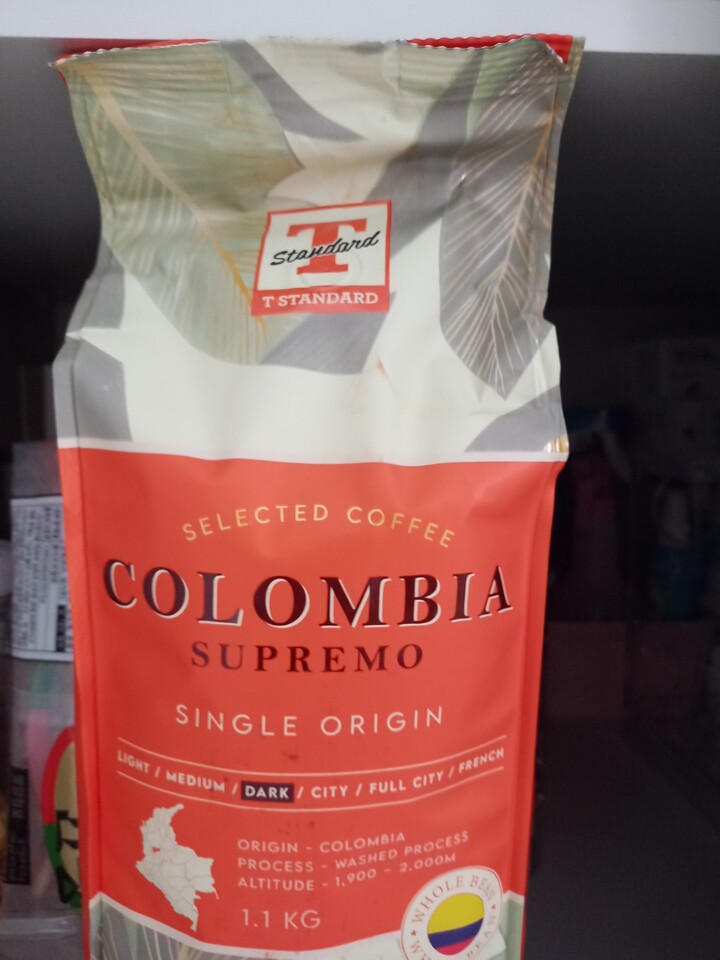 T
Standard
T STANDARD
SELECTED COFFEE
COLOMBIA
SUPREMO
SINGLE ORIGIN
LIGHT / MEDIUM / DARK / CITY / FULL CITY / FRENCH
ORIGIN - COLOMBIA
PROCESS - WASHED PROCESS
ALTITUDE - 1,900 - 2,000M
1.1 KG
WHOLE BEAN